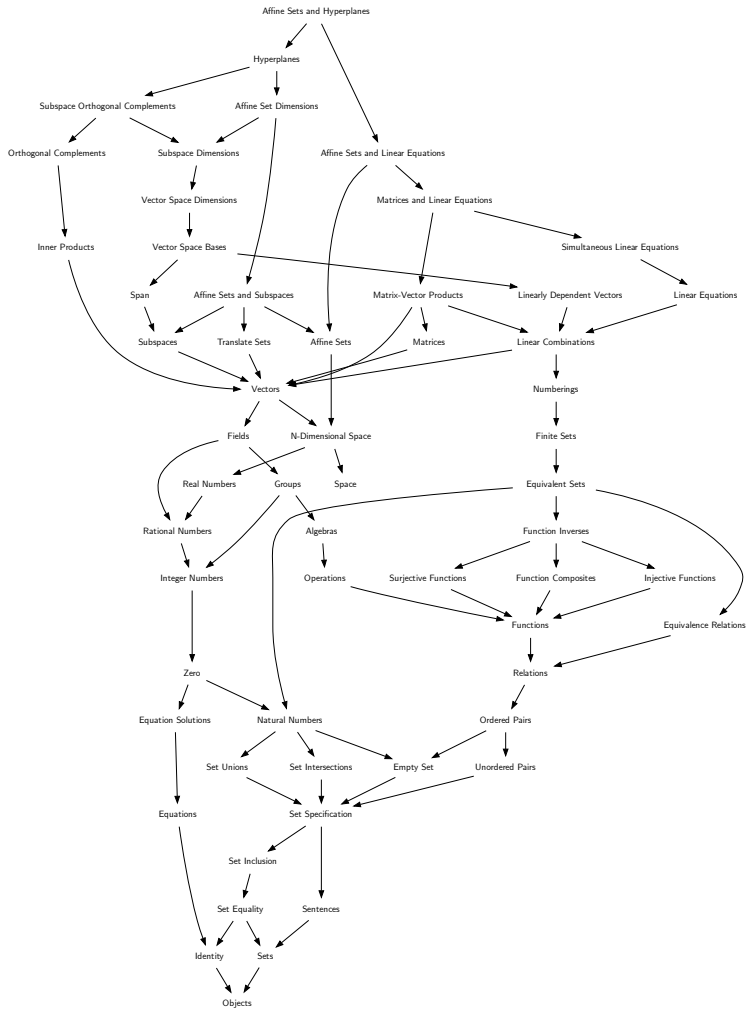 Affine Sets and Hyperplanes
Hyperplanes
Subspace Orthogonal Complements
Affine Set Dimensions
Orthogonal Complements
Subspace Dimensions
Affine Sets and Linear Equations
Vector Space Dimensions
Matrices and Linear Equations
Inner Products
Vector Space Bases
Simultaneous Linear Equations
Span
Affine Sets and Subspaces
Matrix-Vector Products
Linearly Dependent Vectors
Linear Equations
Subspaces
Translate Sets
Affine Sets
Matrices
Linear Combinations
Vectors
Numberings
Fields
N-Dimensional Space
Finite Sets
Real Numbers
Groups
Space
Equivalent Sets
Rational Numbers
Algebras
Function Inverses
Integer Numbers
Operations
Surjective Functions
Function Composites
Injective Functions
Functions
Equivalence Relations
Zero
Relations
Equation Solutions
Natural Numbers
Ordered Pairs
Set Unions
Set Intersections
Empty Set
Unordered Pairs
Equations
Set Specification
Set Inclusion
Set Equality
Sentences
Identity
Sets
Objects